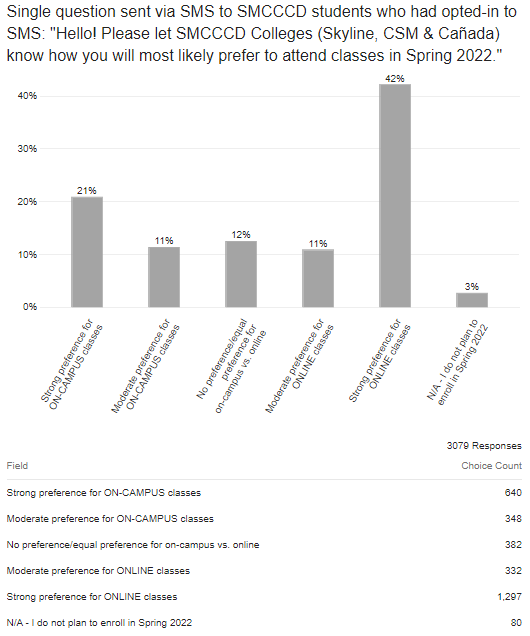 Single question sent via SMS to SMCCCD students who had opted-in to
SMS: "Hello! Please let SMCCCD Colleges (Skyline, CSM & Cañada)
know how you will most likely prefer to attend classes in Spring 2022."
42%
40%
30%
21%
20%
11%
12%
11%
10%
3%
0%
Strong preference for
ON-CAMPUS classes
Moderate preference for
ON-CAMPUS classes
No preference/equal
preference for
on-campus vs. online
Moderate preference for
ONLINE classes
Strong preference for
ONLINE classes
N/A - I do not plan to
enroll in Spring 2022
3079 Responses
Field Choice Count
Strong preference for ON-CAMPUS classes 640
Moderate preference for ON-CAMPUS classes 348
No preference/equal preference for on-campus vs. online 382
Moderate preference for ONLINE classes 332
Strong preference for ONLINE classes 1,297
N/A - I do not plan to enroll in Spring 2022 80